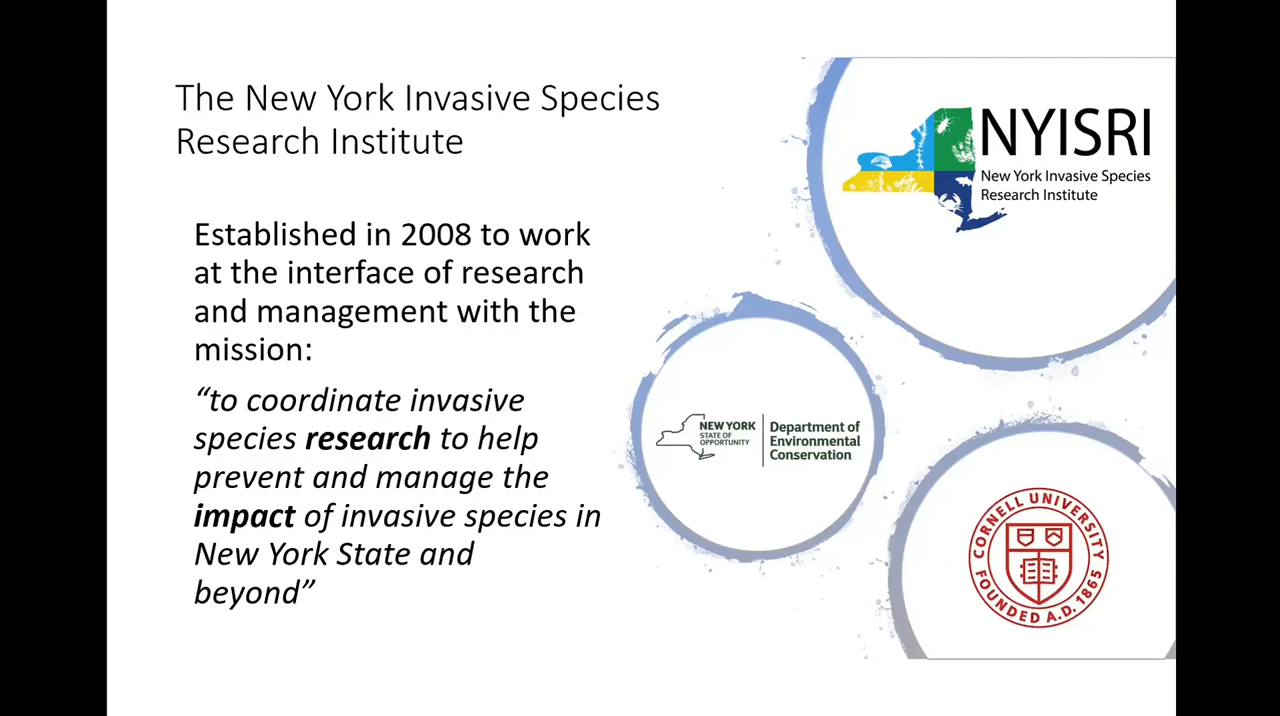 The New York Invasive Species
Research Institute
Established in 2008 to work
at the interface of research
and management with the
mission:
“to coordinate invasive
species research to help
prevent and manage the
impact of invasive species in
New York State and
beyond”
NYISRI
New York Invasive Species
Research Institute
NEW YORK
STATE OF
OPPORTUNITY
Department of
Environmental
Conservation
CORNELL UNIVERSITY
FOUNDED A.D. 1865